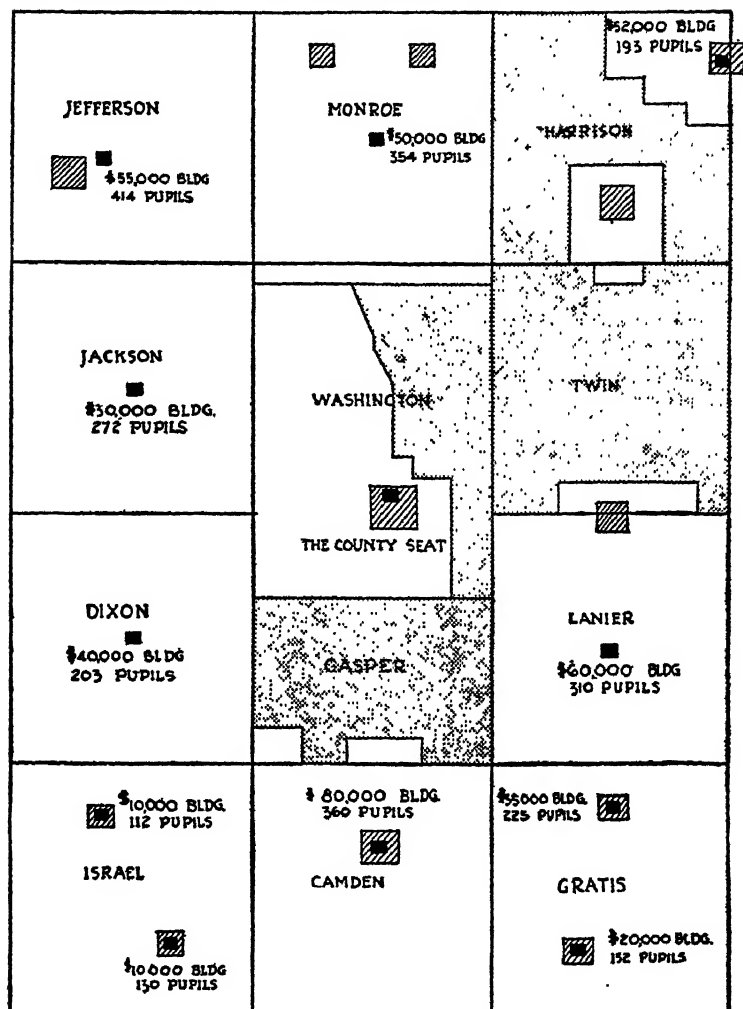 $52,000 BLDG
193 PUPILS
JEFFERSON
MONROE
HARRISON
$55,000 BLDG
414 PUPILS
$50,000 BLDG
354 PUPILS
JACKSON
$30,000 BLDG.
272 PUPILS
WASHINGTON
TWIN
THE COUNTY SEAT
DIXON
$40,000 BLDG
203 PUPILS
GASPER
LANIER
$60,000 BLDG
310 PUPILS
$10,000 BLDG.
112 PUPILS
ISRAEL
$10,000 BLDG
130 PUPILS
$ 80,000 BLDG.
360 PUPILS
CAMDEN
$55000 BLDG.
225 PUPILS
GRATIS
$20,000 BLDG.
152 PUPILS